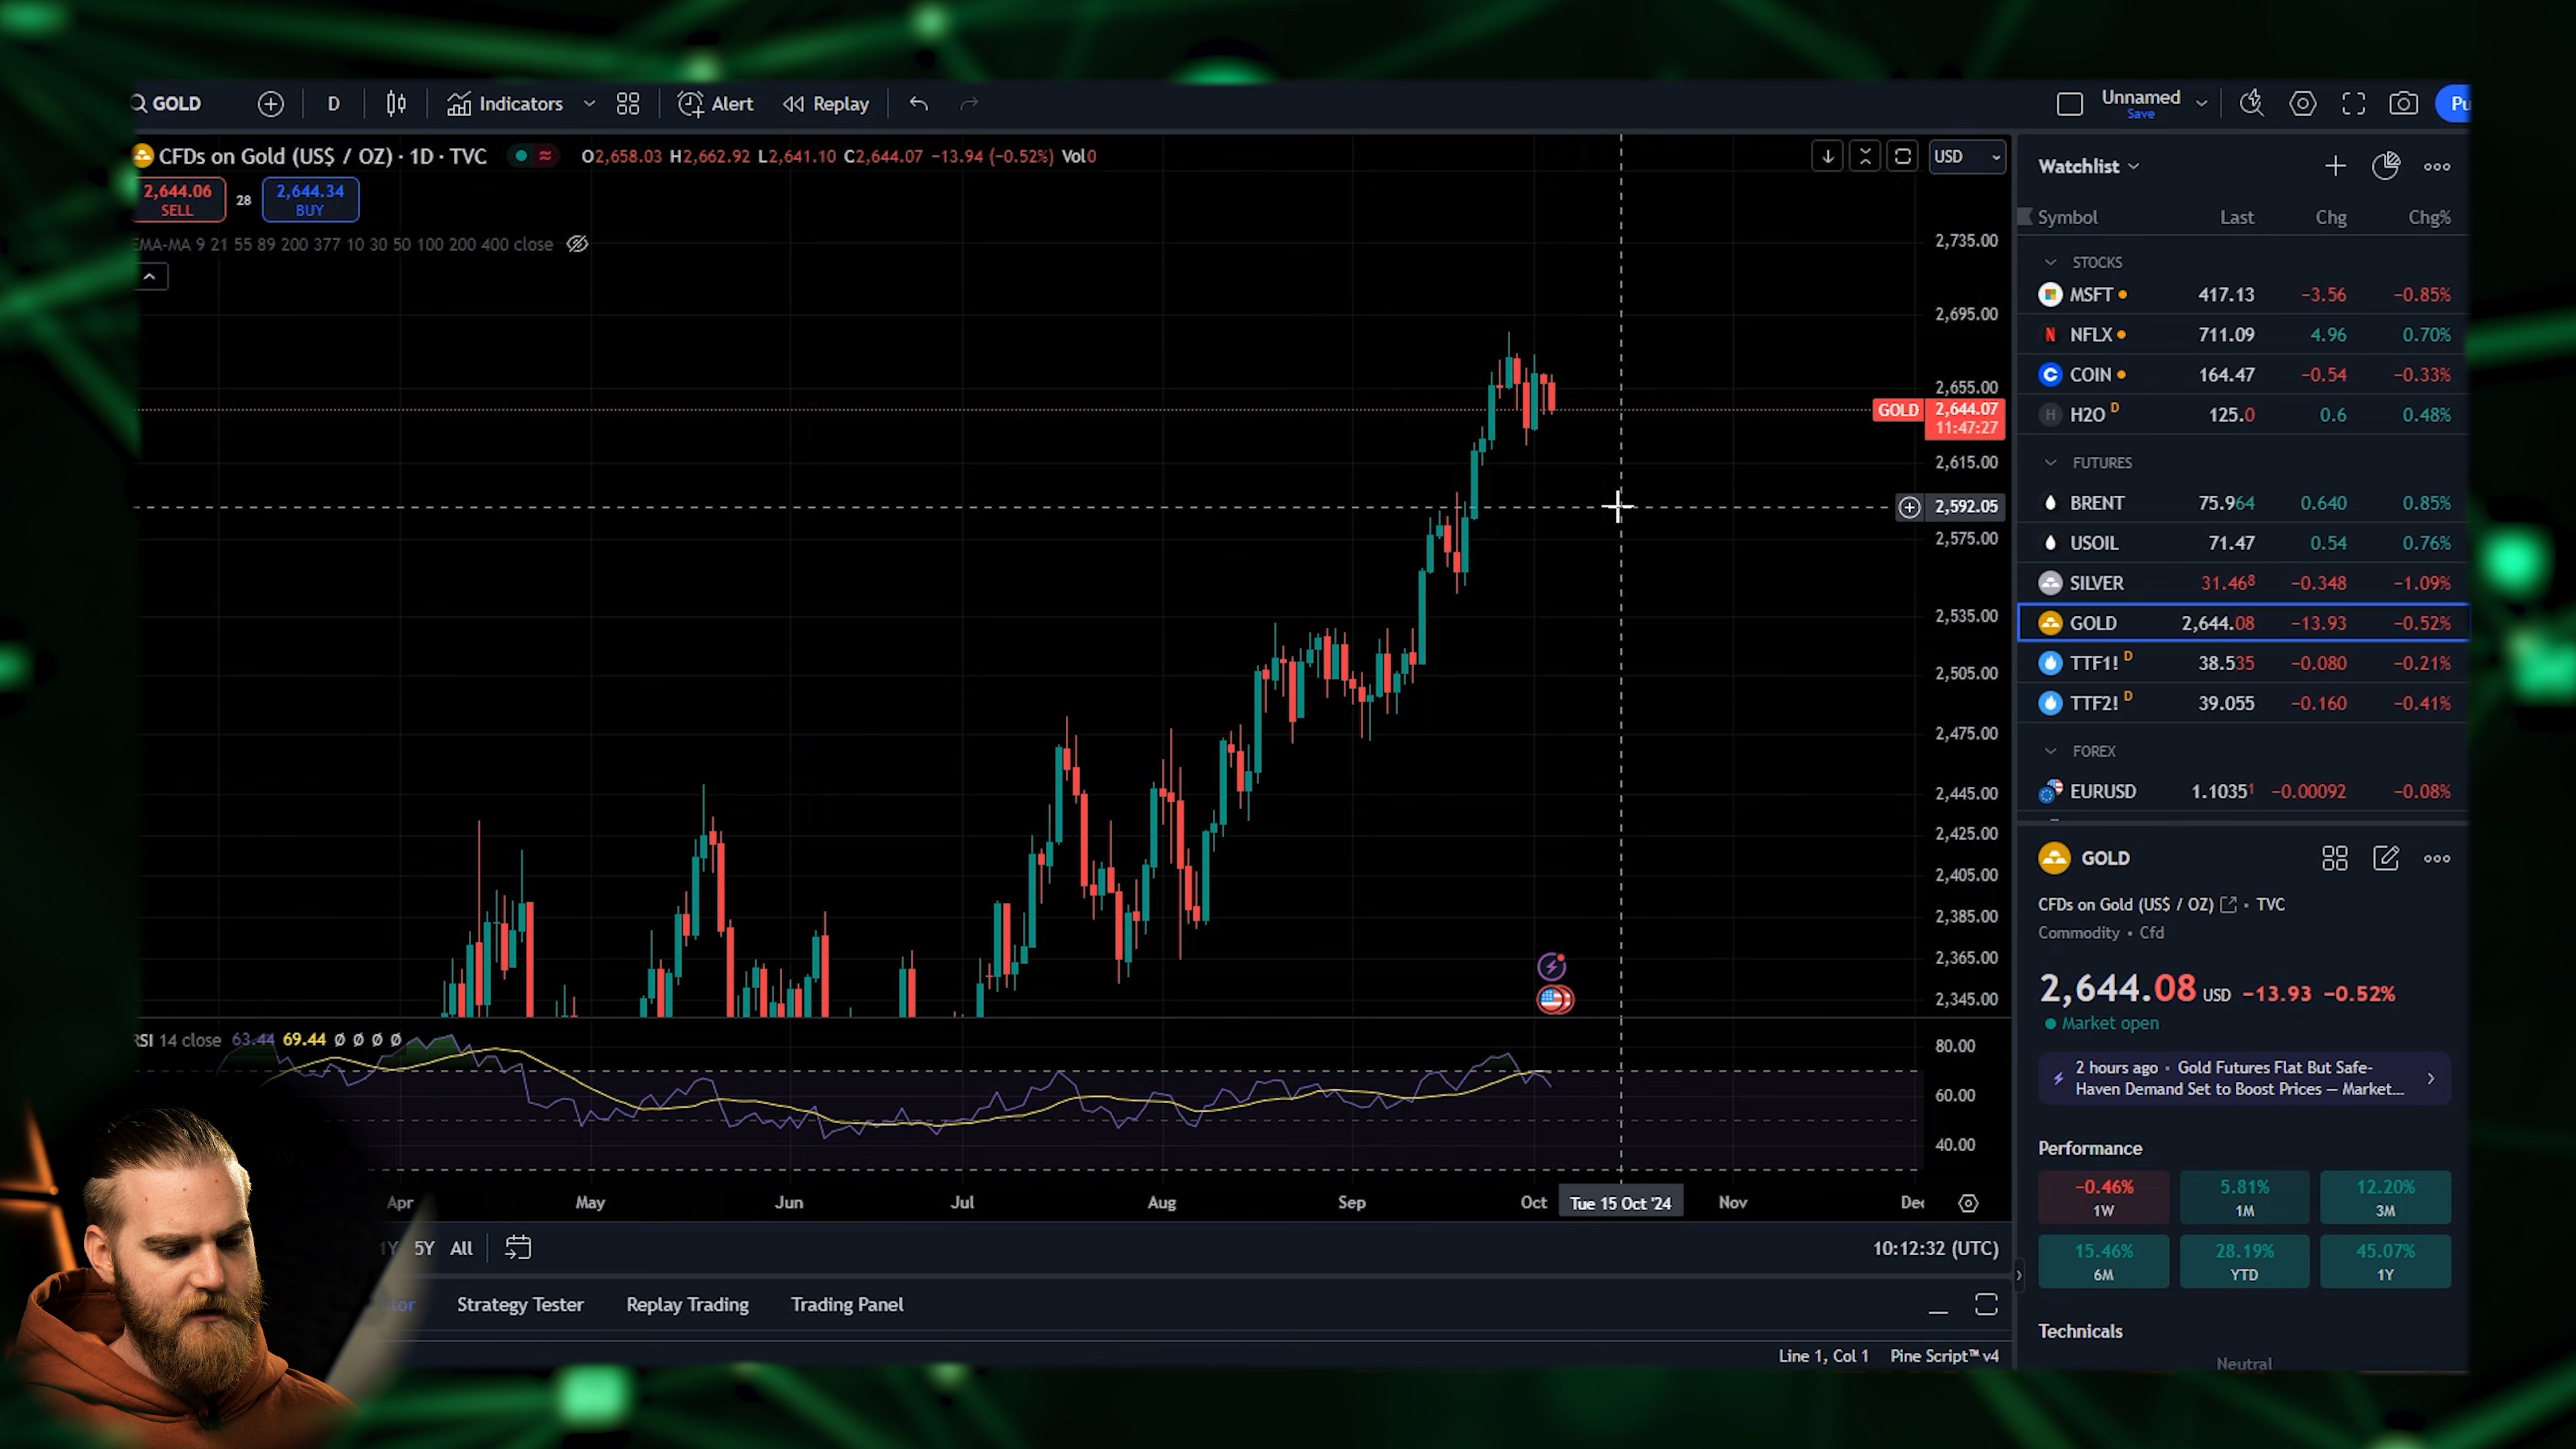 GOLD D Indicators Alert Replay Unnamed
Save
CFDs on Gold (US$ / OZ) · 1D · TVC O2,658.03 H2,662.92 L2,641.10 C2,644.07 −13.94 (−0.52%) Vol0 USD
2,644.06
SELL
28
2,644.34
BUY
EMA-MA 9 21 55 89 200 377 10 30 50 100 200 400 close
2,735.00
2,695.00
2,655.00
GOLD 2,644.07
11:47:27
2,615.00
2,592.05
2,575.00
2,535.00
2,505.00
2,475.00
2,445.00
2,425.00
2,405.00
2,385.00
2,365.00
2,345.00
RSI 14 close 63.44 69.44 Ø Ø Ø Ø
80.00
60.00
40.00
Apr May Jun Jul Aug Sep Oct Tue 15 Oct '24 Nov Dec
1Y 5Y All 10:12:32 (UTC)
Strategy Tester Replay Trading Trading Panel
Line 1, Col 1 Pine Script™ v4
Watchlist
Symbol Last Chg Chg%
STOCKS
MSFT 417.13 −3.56 −0.85%
NFLX 711.09 4.96 0.70%
COIN 164.47 −0.54 −0.33%
H2O D 125.0 0.6 0.48%
FUTURES
BRENT 75.964 0.640 0.85%
USOIL 71.47 0.54 0.76%
SILVER 31.468 −0.348 −1.09%
GOLD 2,644.08 −13.93 −0.52%
TTF1! D 38.535 −0.080 −0.21%
TTF2! D 39.055 −0.160 −0.41%
FOREX
EURUSD 1.10351 −0.00092 −0.08%
GOLD
CFDs on Gold (US$ / OZ) • TVC
Commodity • Cfd
2,644.08 USD −13.93 −0.52%
Market open
2 hours ago • Gold Futures Flat But Safe-
Haven Demand Set to Boost Prices — Market...
Performance
−0.46% 5.81% 12.20%
1W 1M 3M
15.46% 28.19% 45.07%
6M YTD 1Y
Technicals
Neutral